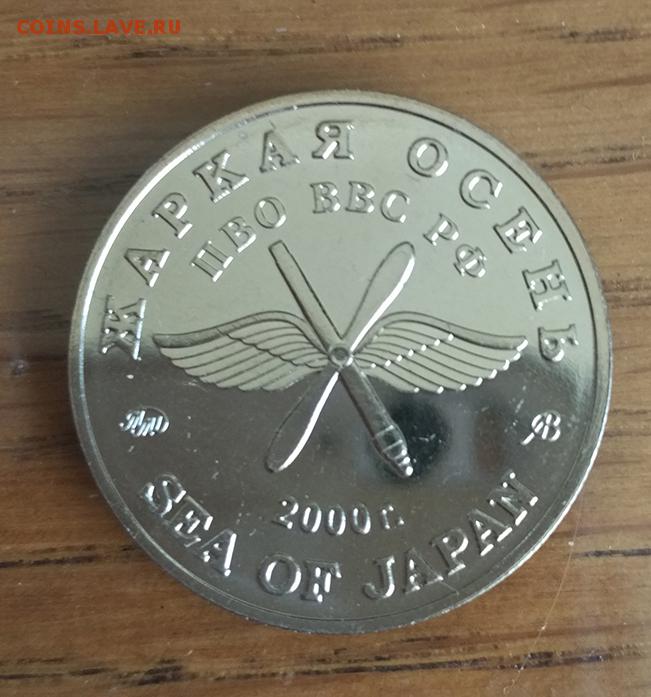 COINS.LAVE.RU
ЖАРКАЯ ОСЕНЬ
ПВО ВВС РФ
2000 г.
SEA OF JAPAN